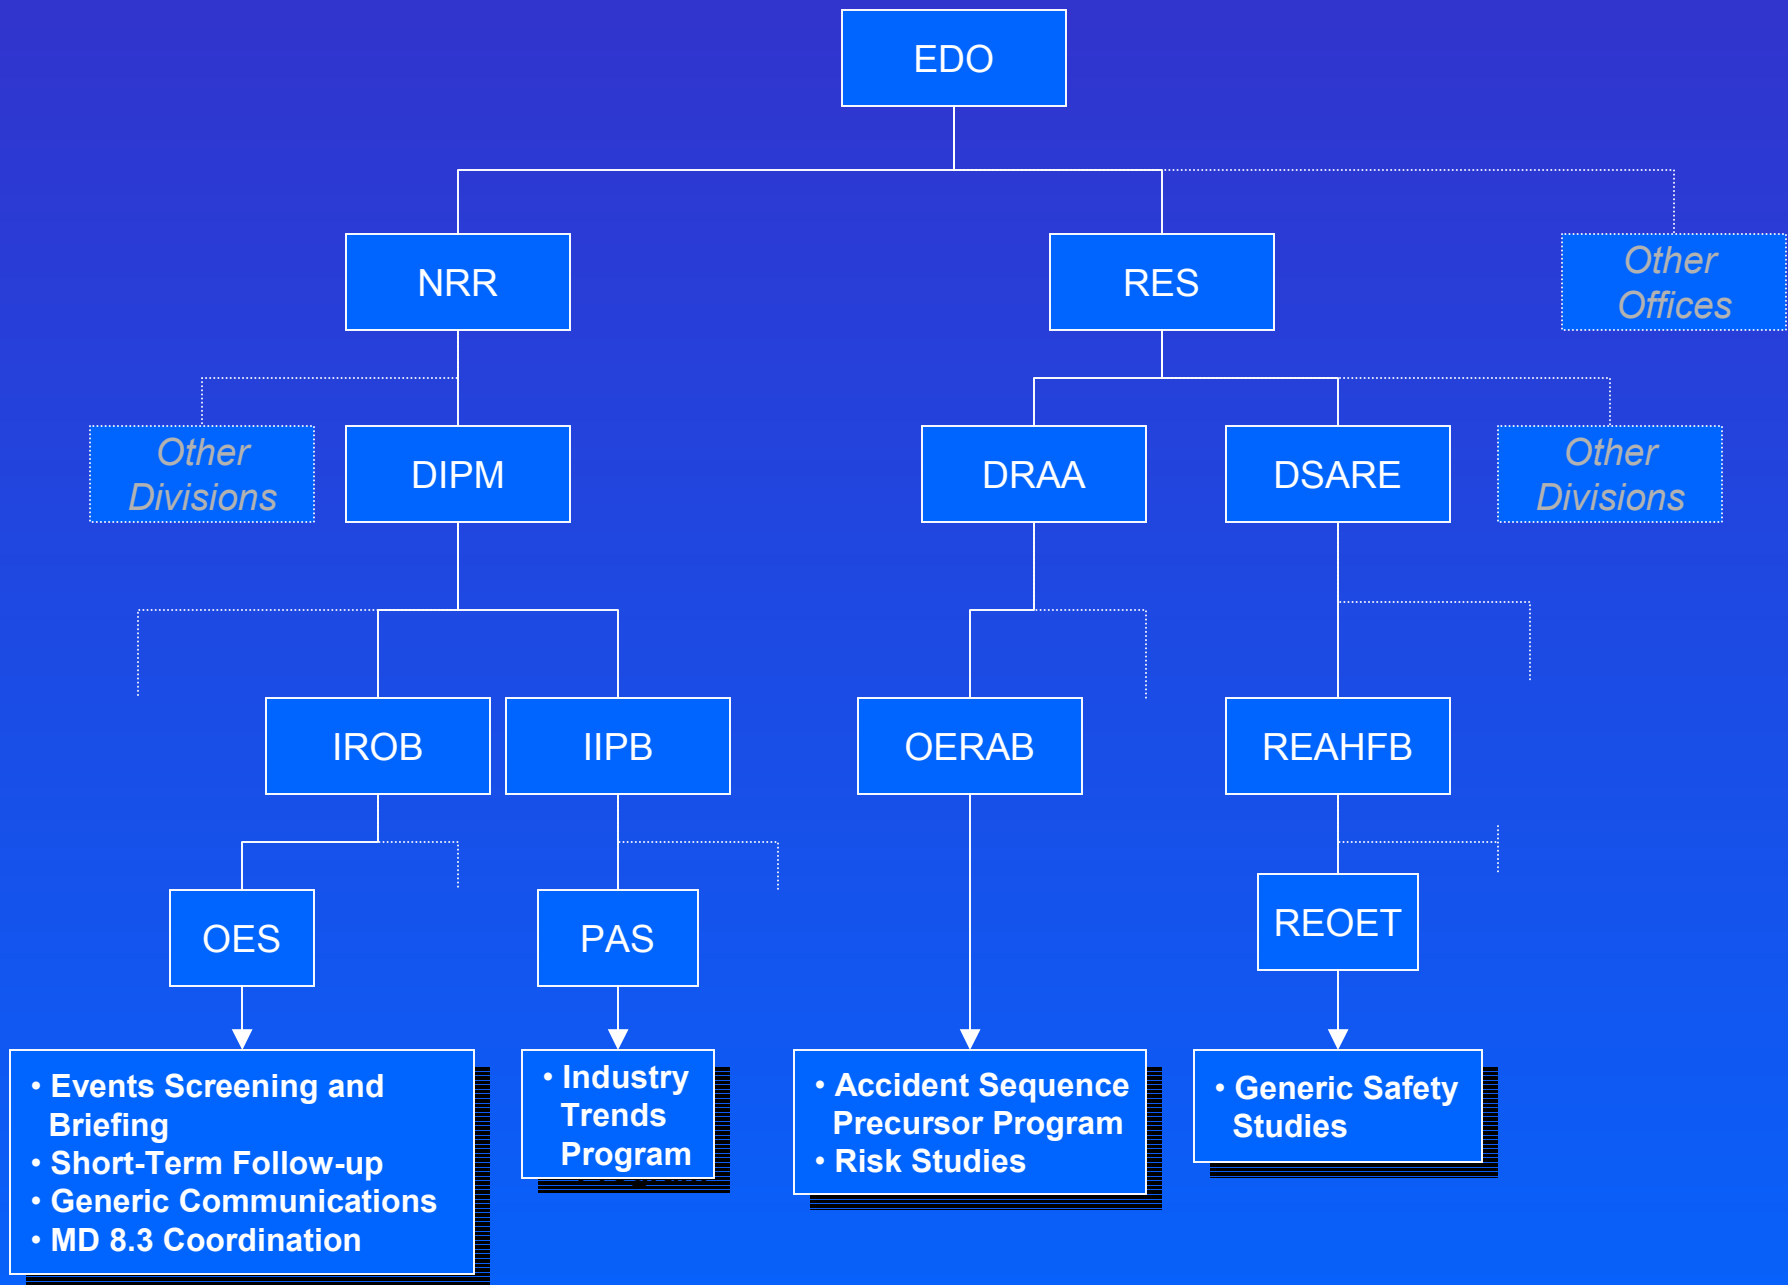 EDO
NRR
RES
Other
Offices
Other
Divisions
DIPM
DRAA
DSARE
Other
Divisions
IROB
IIPB
OERAB
REAHFB
OES
PAS
REOET
• Events Screening and
Briefing
• Short-Term Follow-up
• Generic Communications
• MD 8.3 Coordination
• Industry
Trends
Program
• Accident Sequence
Precursor Program
• Risk Studies
• Generic Safety
Studies